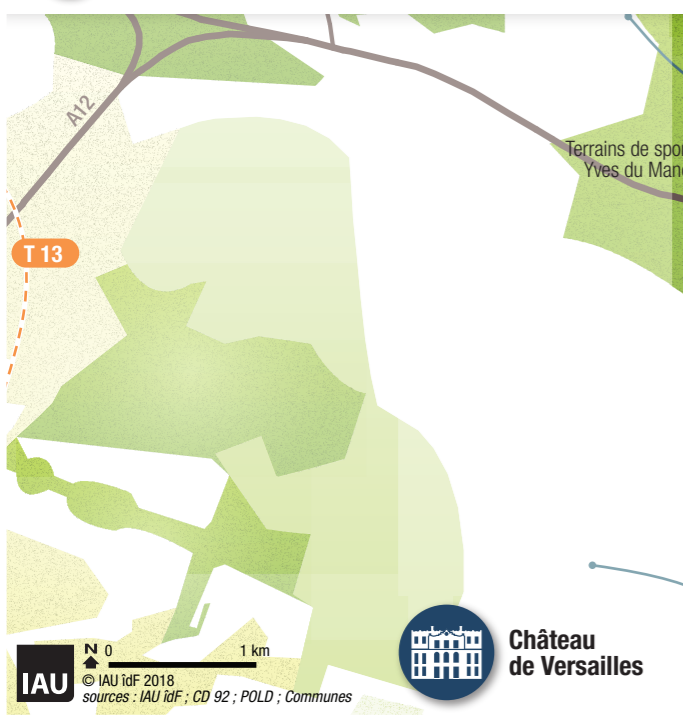 A12
Terrains de spor
Yves du Man
T 13
Château
de Versailles
N 0 1 km
IAU
© IAU îdF 2018
sources : IAU îdF ; CD 92 ; POLD ; Communes